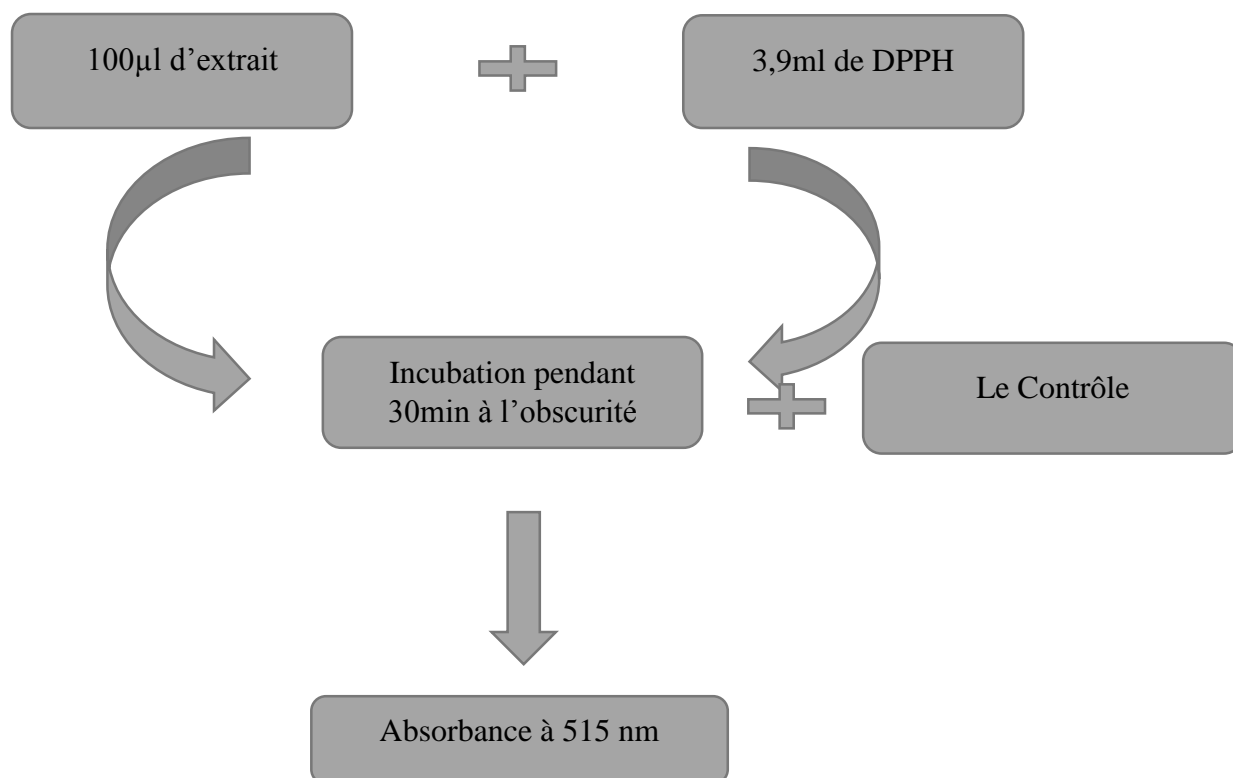 100µl d’extrait
3,9ml de DPPH
Incubation pendant
30min à l’obscurité
Le Contrôle
Absorbance à 515 nm